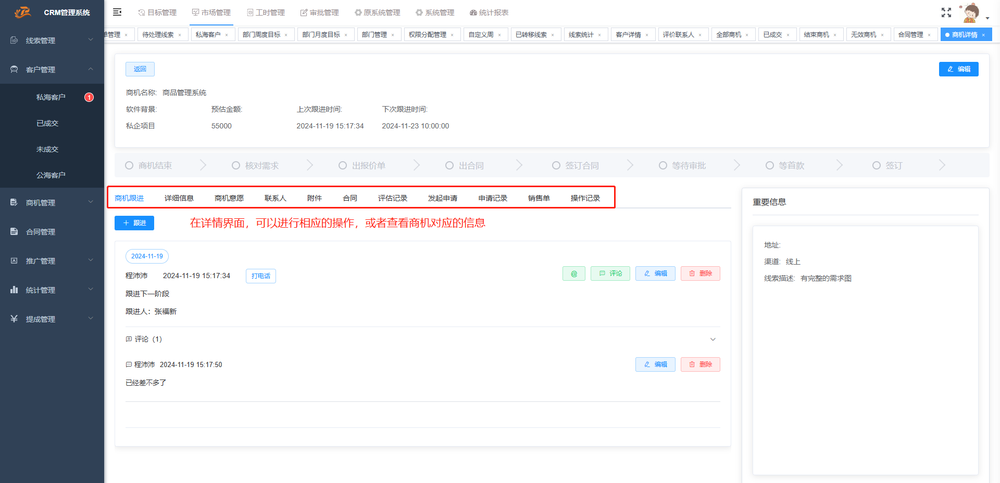 CRM管理系统
目标管理 市场管理 工时管理 审批管理 原系统管理 系统管理 统计报表
单管理 × 待处理线索 × 私海客户 × 部门周度目标 × 部门月度目标 × 部门管理 × 权限分配管理 × 自定义周 × 已转移线索 × 线索统计 × 客户详情 × 评价联系人 × 全部商机 × 已成交 × 结束商机 × 无效商机 × 合同管理 × 商机详情 ×
线索管理
客户管理
私海客户 1
已成交
未成交
公海客户
商机管理
合同管理
推广管理
统计管理
提成管理
返回
编辑
商机名称: 商品管理系统
软件背景: 预估金额: 上次跟进时间: 下次跟进时间:
私企项目 55000 2024-11-19 15:17:34 2024-11-23 10:00:00
商机结束 核对需求 出报价单 出合同 签订合同 等待审批 等首款 签订
商机跟进 详细信息 商机意愿 联系人 附件 合同 评估记录 发起申请 申请记录 销售单 操作记录
+ 跟进
在详情界面，可以进行相应的操作，或者查看商机对应的信息
2024-11-19
程沛沛 2024-11-19 15:17:34 打电话
@ 评论 编辑 删除
跟进下一阶段
跟进人：张福新
评论（1）
程沛沛 2024-11-19 15:17:50
编辑 删除
已经差不多了
重要信息
地址:
渠道: 线上
线索描述: 有完整的需求图